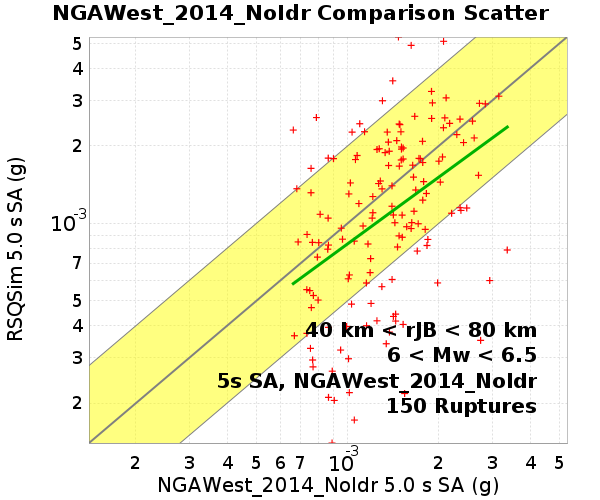 NGAWest_2014_NoIdr Comparison Scatter
5
4
3
2
10-3
7
5
4
3
2
RSQSim 5.0 s SA (g)
40 km < rJB < 80 km
6 < Mw < 6.5
5s SA, NGAWest_2014_NoIdr
150 Ruptures
2 3 4 5 6 7 10-3 2 3 4 5
NGAWest_2014_NoIdr 5.0 s SA (g)